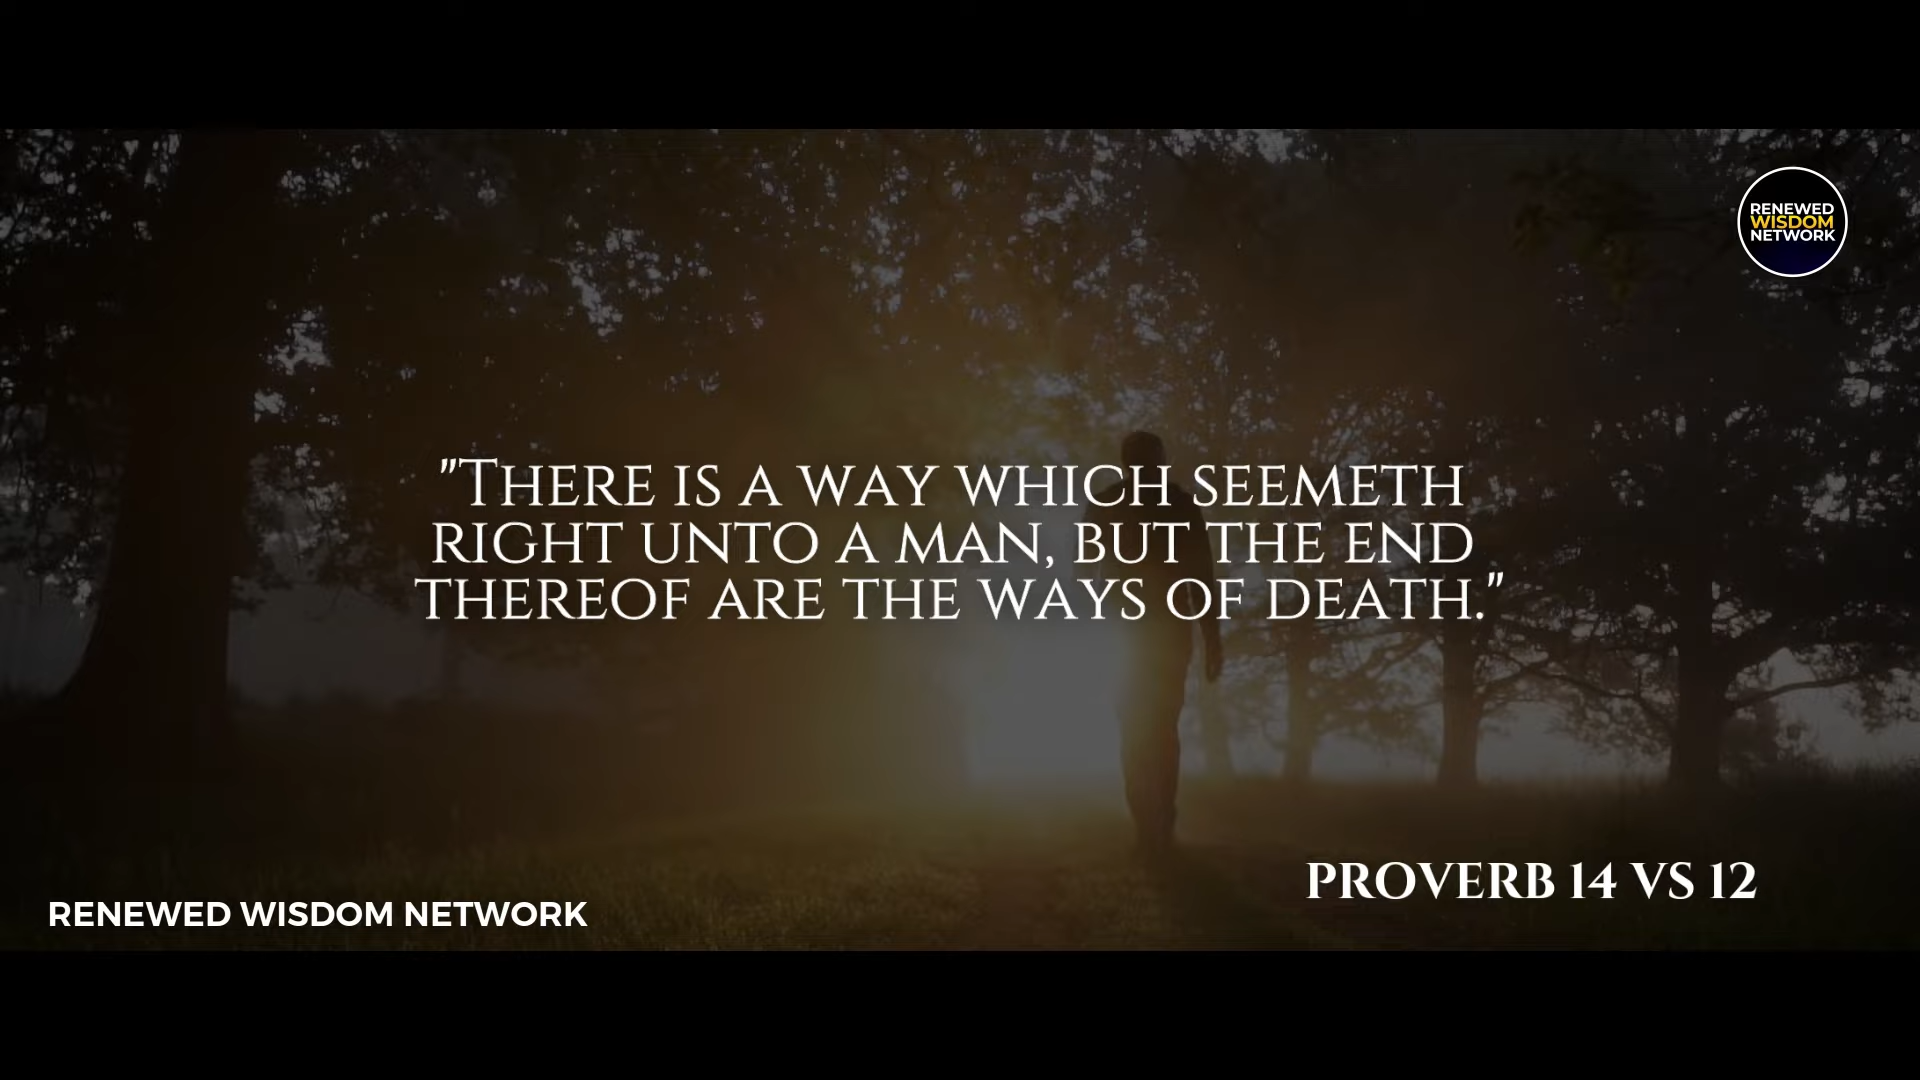 RENEWED
WISDOM
NETWORK
"THERE IS A WAY WHICH SEEMETH
RIGHT UNTO A MAN, BUT THE END
THEREOF ARE THE WAYS OF DEATH."
PROVERB 14 VS 12
RENEWED WISDOM NETWORK